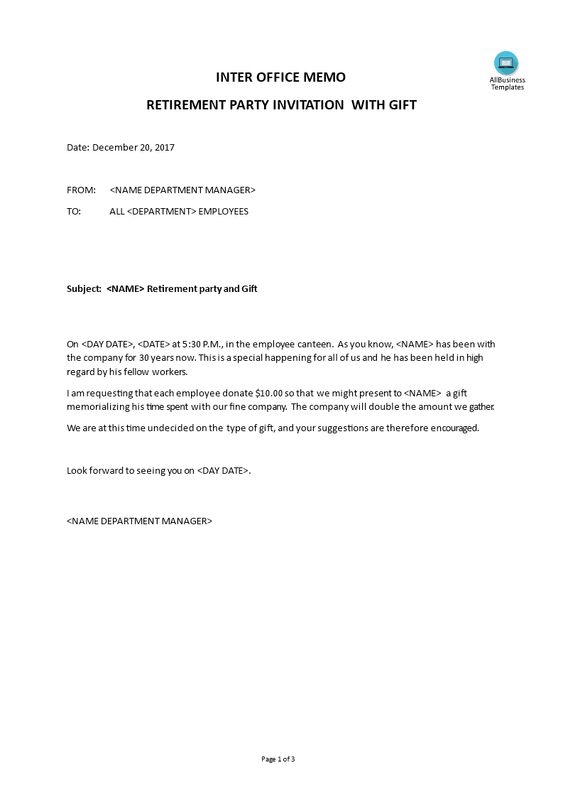 INTER OFFICE MEMO
AllBusiness
Templates
RETIREMENT PARTY INVITATION WITH GIFT
Date: December 20, 2017
FROM: <NAME DEPARTMENT MANAGER>
TO: ALL <DEPARTMENT> EMPLOYEES
Subject: <NAME> Retirement party and Gift
On <DAY DATE>, <DATE> at 5:30 P.M., in the employee canteen. As you know, <NAME> has been with
the company for 30 years now. This is a special happening for all of us and he has been held in high
regard by his fellow workers.
I am requesting that each employee donate $10.00 so that we might present to <NAME> a gift
memorializing his time spent with our fine company. The company will double the amount we gather.
We are at this time undecided on the type of gift, and your suggestions are therefore encouraged.
Look forward to seeing you on <DAY DATE>.
<NAME DEPARTMENT MANAGER>
Page 1 of 3